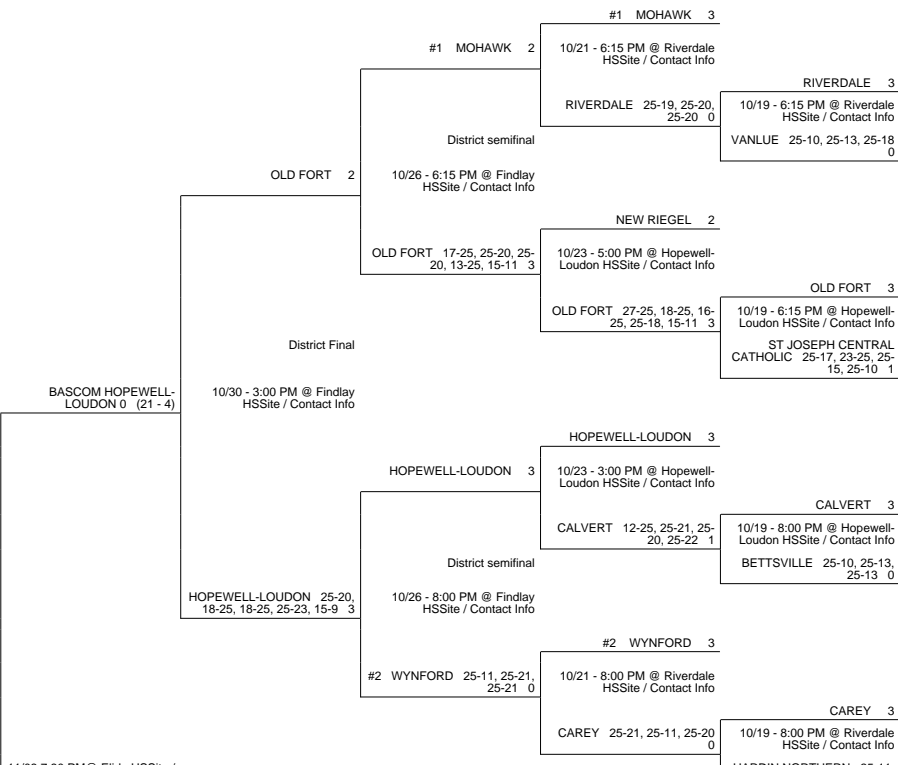 #1 MOHAWK 3
#1 MOHAWK 2
10/21 - 6:15 PM @ Riverdale
HSSite / Contact Info
RIVERDALE 3
RIVERDALE 25-19, 25-20,
25-20 0
10/19 - 6:15 PM @ Riverdale
HSSite / Contact Info
District semifinal
VANLUE 25-10, 25-13, 25-18
0
OLD FORT 2
10/26 - 6:15 PM @ Findlay
HSSite / Contact Info
NEW RIEGEL 2
OLD FORT 17-25, 25-20, 25-
20, 13-25, 15-11 3
10/23 - 5:00 PM @ Hopewell-
Loudon HSSite / Contact Info
OLD FORT 3
OLD FORT 27-25, 18-25, 16-
25, 25-18, 15-11 3
10/19 - 6:15 PM @ Hopewell-
Loudon HSSite / Contact Info
District Final
ST JOSEPH CENTRAL
CATHOLIC 25-17, 23-25, 25-
15, 25-10 1
BASCOM HOPEWELL-
LOUDON 0 (21 - 4)
10/30 - 3:00 PM @ Findlay
HSSite / Contact Info
HOPEWELL-LOUDON 3
HOPEWELL-LOUDON 3
10/23 - 3:00 PM @ Hopewell-
Loudon HSSite / Contact Info
CALVERT 3
CALVERT 12-25, 25-21, 25-
20, 25-22 1
10/19 - 8:00 PM @ Hopewell-
Loudon HSSite / Contact Info
District semifinal
BETTSVILLE 25-10, 25-13,
25-13 0
HOPEWELL-LOUDON 25-20,
18-25, 18-25, 25-23, 15-9 3
10/26 - 8:00 PM @ Findlay
HSSite / Contact Info
#2 WYNFORD 3
#2 WYNFORD 25-11, 25-21,
25-21 0
10/21 - 8:00 PM @ Riverdale
HSSite / Contact Info
CAREY 3
CAREY 25-21, 25-11, 25-20
0
10/19 - 8:00 PM @ Riverdale
HSSite / Contact Info